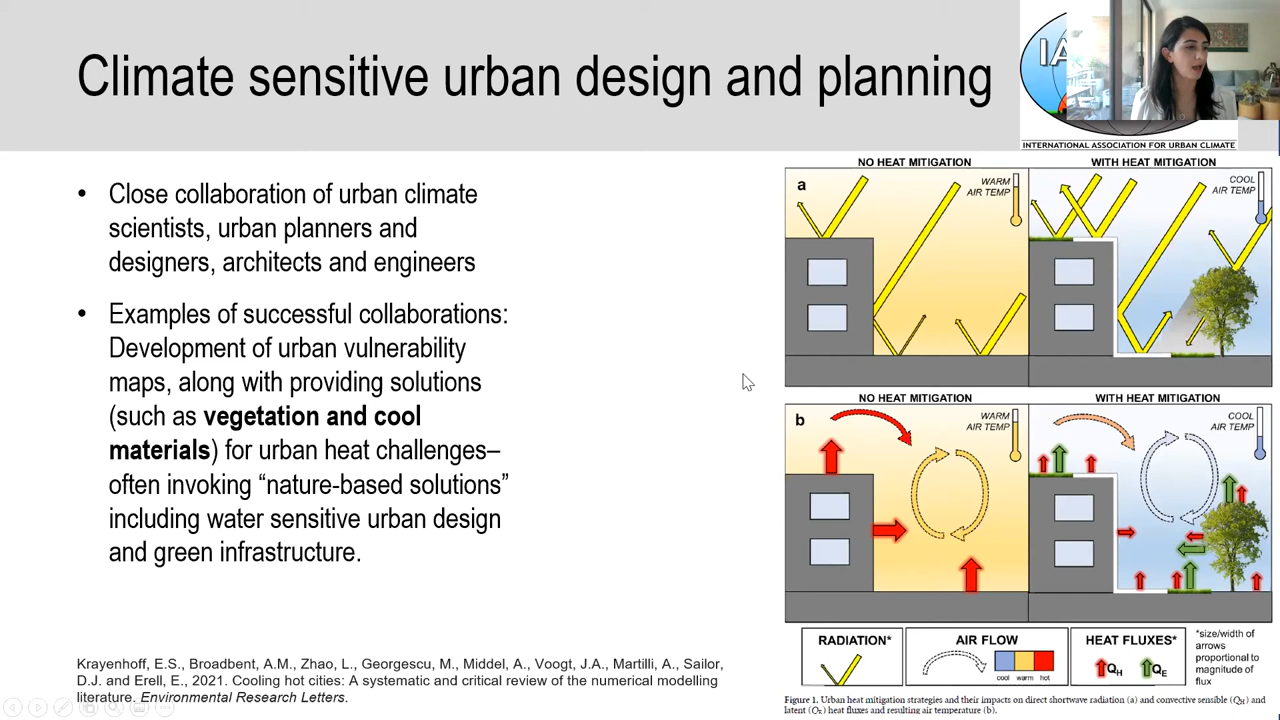 Climate sensitive urban design and planning
IA
INTERNATIONAL ASSOCIATION FOR URBAN CLIMATE
• Close collaboration of urban climate
scientists, urban planners and
designers, architects and engineers
• Examples of successful collaborations:
Development of urban vulnerability
maps, along with providing solutions
(such as vegetation and cool
materials) for urban heat challenges–
often invoking “nature-based solutions”
including water sensitive urban design
and green infrastructure.
Krayenhoff, E.S., Broadbent, A.M., Zhao, L., Georgescu, M., Middel, A., Voogt, J.A., Martilli, A., Sailor,
D.J. and Erell, E., 2021. Cooling hot cities: A systematic and critical review of the numerical modelling
literature. Environmental Research Letters.
NO HEAT MITIGATION
WITH HEAT MITIGATION
a
WARM
AIR TEMP
COOL
AIR TEMP
NO HEAT MITIGATION
WITH HEAT MITIGATION
b
WARM
AIR TEMP
COOL
AIR TEMP
RADIATION*
AIR FLOW
cool warm hot
HEAT FLUXES*
QH QE
*size/width of
arrows
proportional to
magnitude of
flux
Figure 1. Urban heat mitigation strategies and their impacts on direct shortwave radiation (a) and convective sensible (QH) and
latent (QE) heat fluxes and resulting air temperature (b).